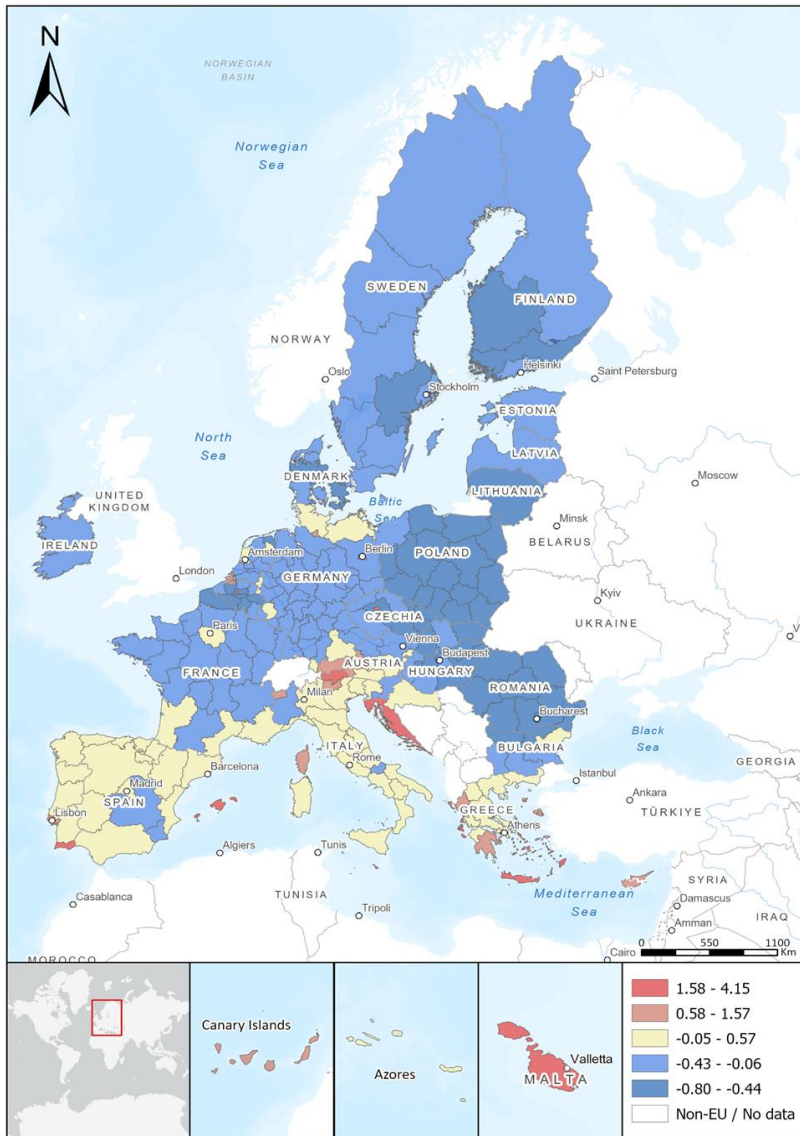 N
NORWEGIAN
BASIN
Norwegian
Sea
SWEDEN
FINLAND
NORWAY
Oslo
Helsinki
Stockholm
Saint Petersburg
ESTONIA
North
Sea
LATVIA
DENMARK
Moscow
Baltic
Sea
LITHUANIA
UNITED
KINGDOM
Minsk
BELARUS
IRELAND
Amsterdam
Berlin
POLAND
London
GERMANY
Kyiv
CZECHIA
UKRAINE
Paris
Vienna
AUSTRIA
Budapest
FRANCE
HUNGARY
ROMANIA
Milan
Bucharest
BULGARIA
Black
Sea
ITALY
Rome
GEORGIA
Barcelona
Istanbul
Madrid
Ankara
SPAIN
TÜRKIYE
Lisbon
GREECE
Athens
Algiers
Tunis
SYRIA
Casablanca
TUNISIA
Mediterranean
Sea
Damascus
Tripoli
Amman
IRAQ
0 550 1100
Km
Cairo
MOROCCO
Canary Islands
Azores
Valletta
MALTA
1.58 - 4.15
0.58 - 1.57
-0.05 - 0.57
-0.43 - -0.06
-0.80 - -0.44
Non-EU / No data